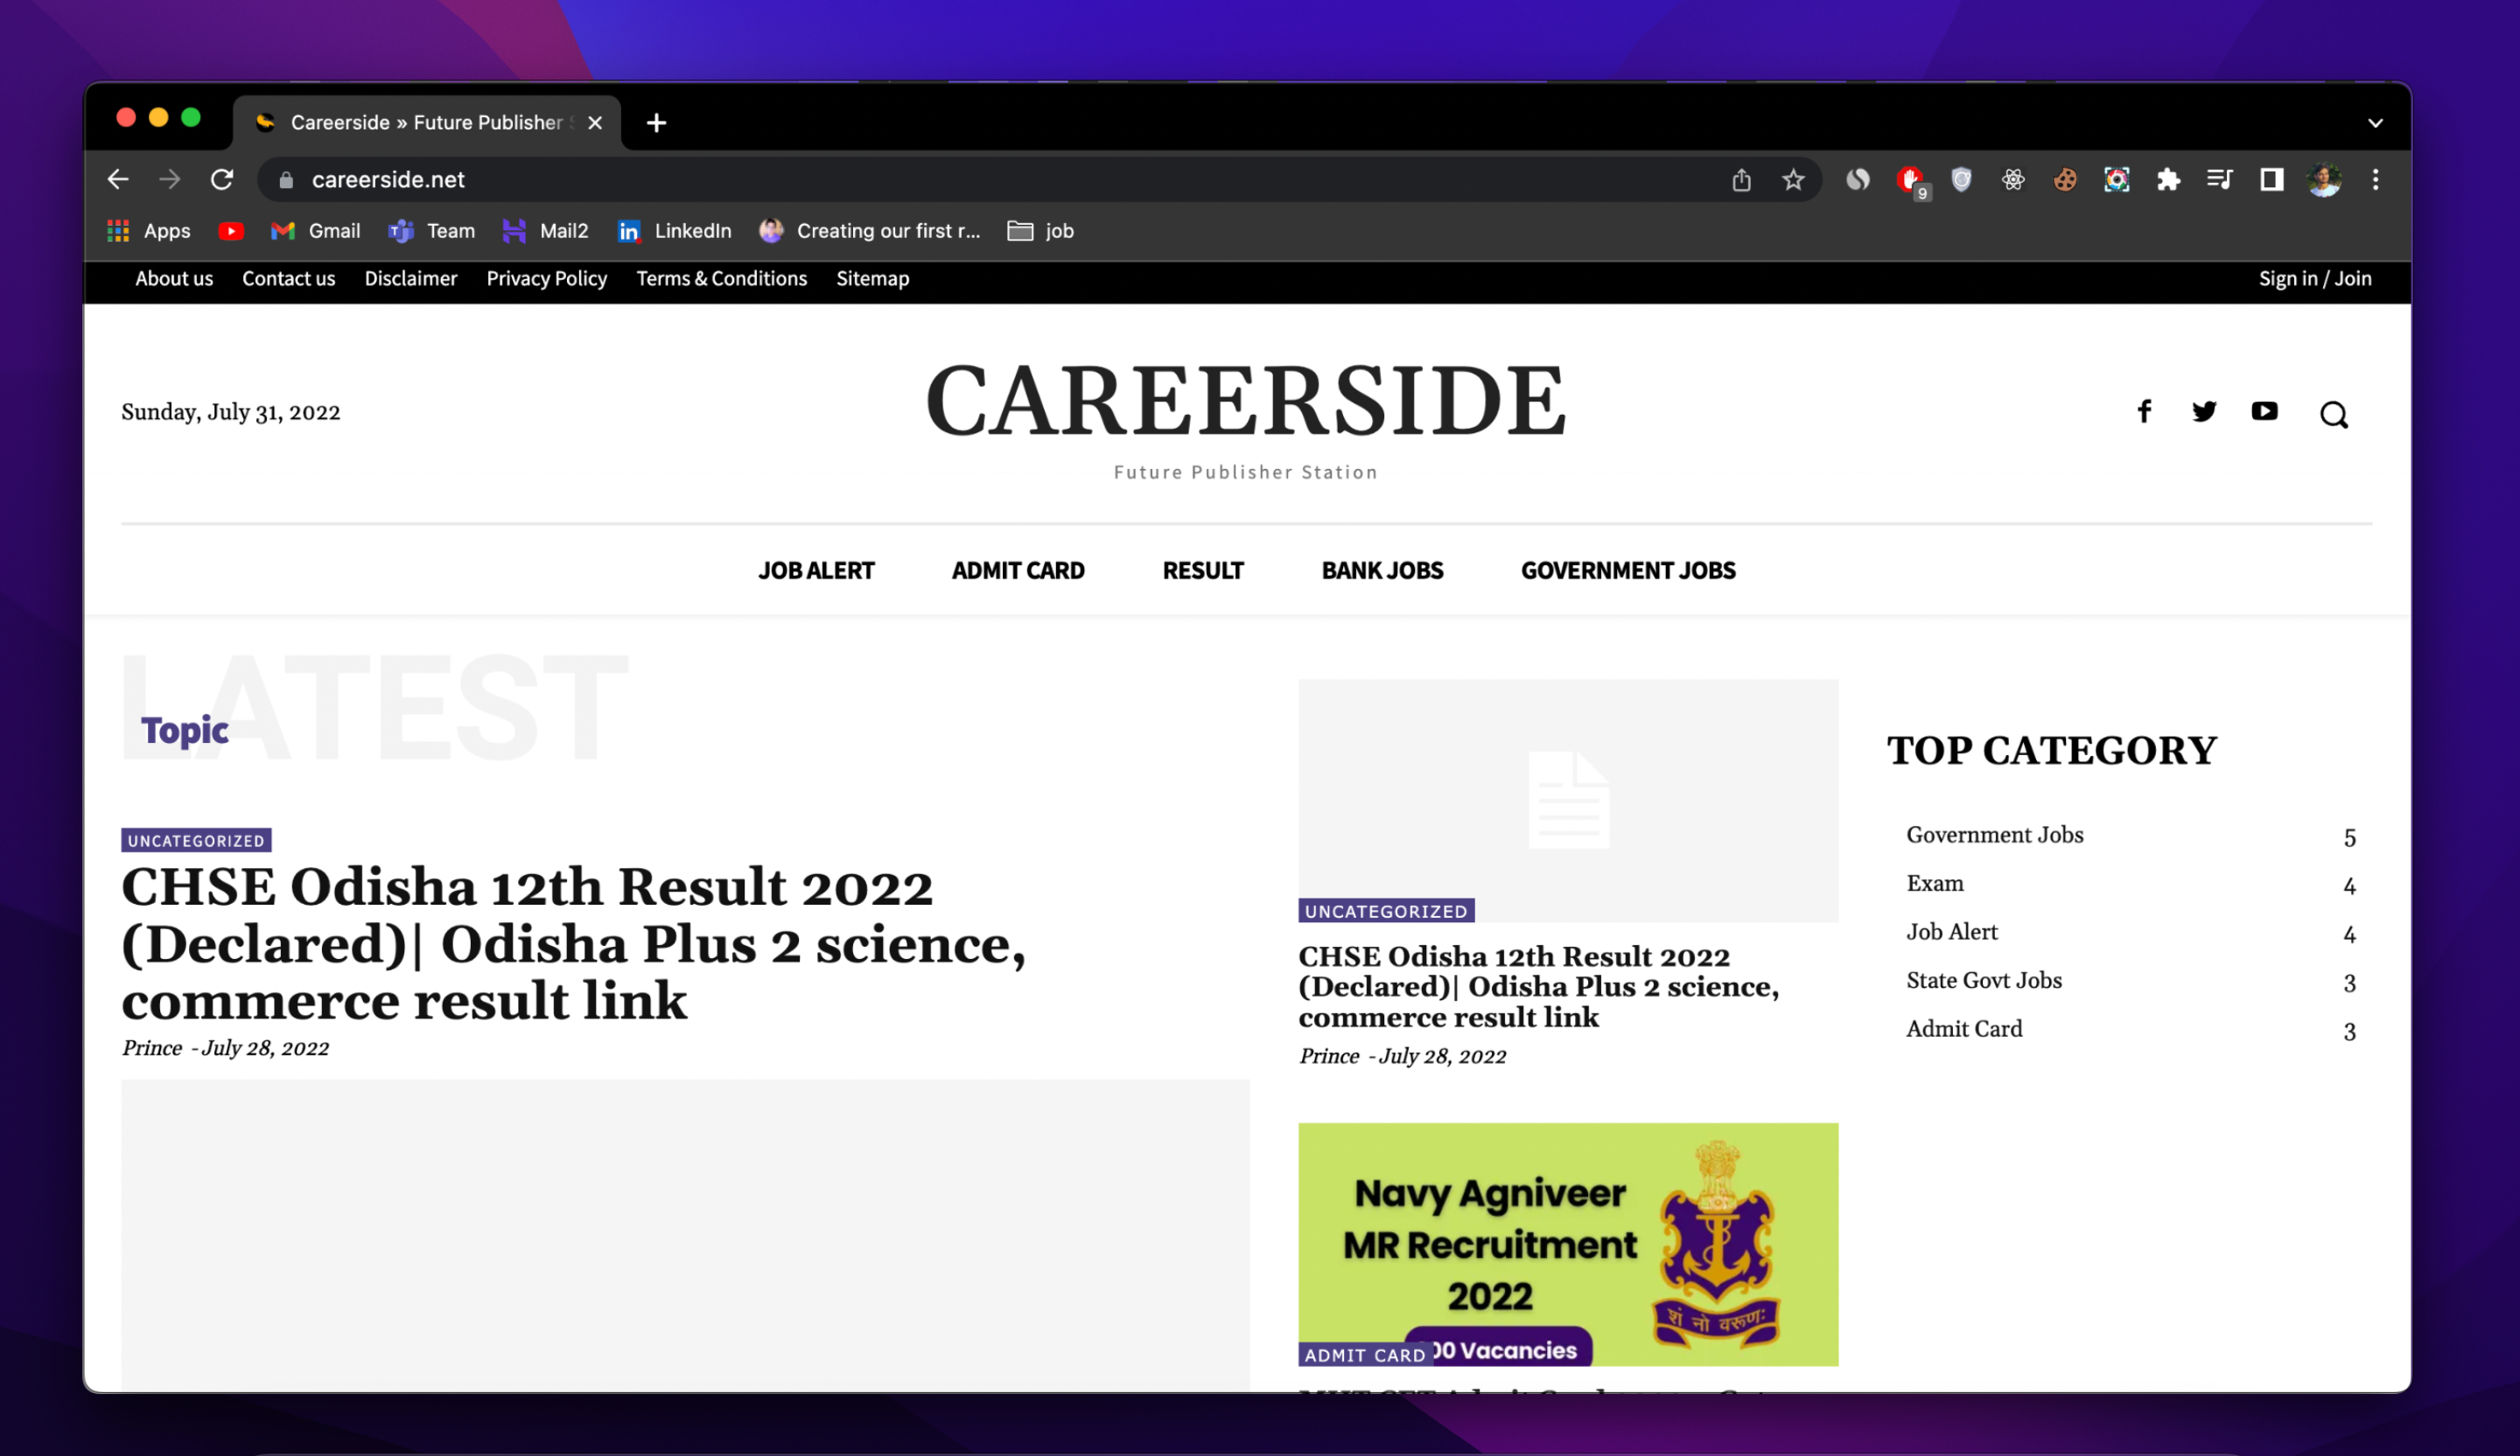 Careerside » Future Publisher
careerside.net
9
Apps
Gmail
Team
Mail2
LinkedIn
Creating our first r...
job
About us
Contact us
Disclaimer
Privacy Policy
Terms & Conditions
Sitemap
Sign in / Join
Sunday, July 31, 2022
CAREERSIDE
Future Publisher Station
JOB ALERT
ADMIT CARD
RESULT
BANK JOBS
GOVERNMENT JOBS
LATEST
Topic
UNCATEGORIZED
CHSE Odisha 12th Result 2022
(Declared)| Odisha Plus 2 science,
commerce result link
Prince - July 28, 2022
UNCATEGORIZED
CHSE Odisha 12th Result 2022
(Declared)| Odisha Plus 2 science,
commerce result link
Prince - July 28, 2022
Navy Agniveer
MR Recruitment
2022
00 Vacancies
शं नो वरुणः
ADMIT CARD
TOP CATEGORY
Government Jobs 5
Exam 4
Job Alert 4
State Govt Jobs 3
Admit Card 3